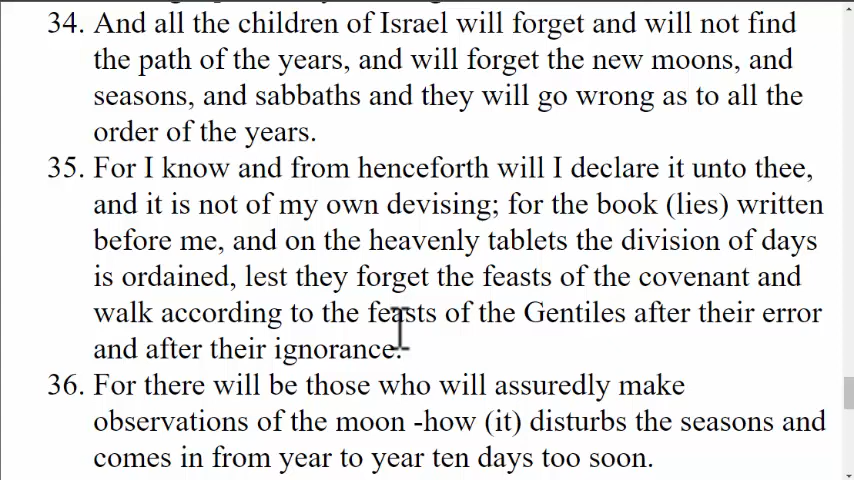 34. And all the children of Israel will forget and will not find
the path of the years, and will forget the new moons, and
seasons, and sabbaths and they will go wrong as to all the
order of the years.
35. For I know and from henceforth will I declare it unto thee,
and it is not of my own devising; for the book (lies) written
before me, and on the heavenly tablets the division of days
is ordained, lest they forget the feasts of the covenant and
walk according to the feasts of the Gentiles after their error
and after their ignorance.
36. For there will be those who will assuredly make
observations of the moon -how (it) disturbs the seasons and
comes in from year to year ten days too soon.